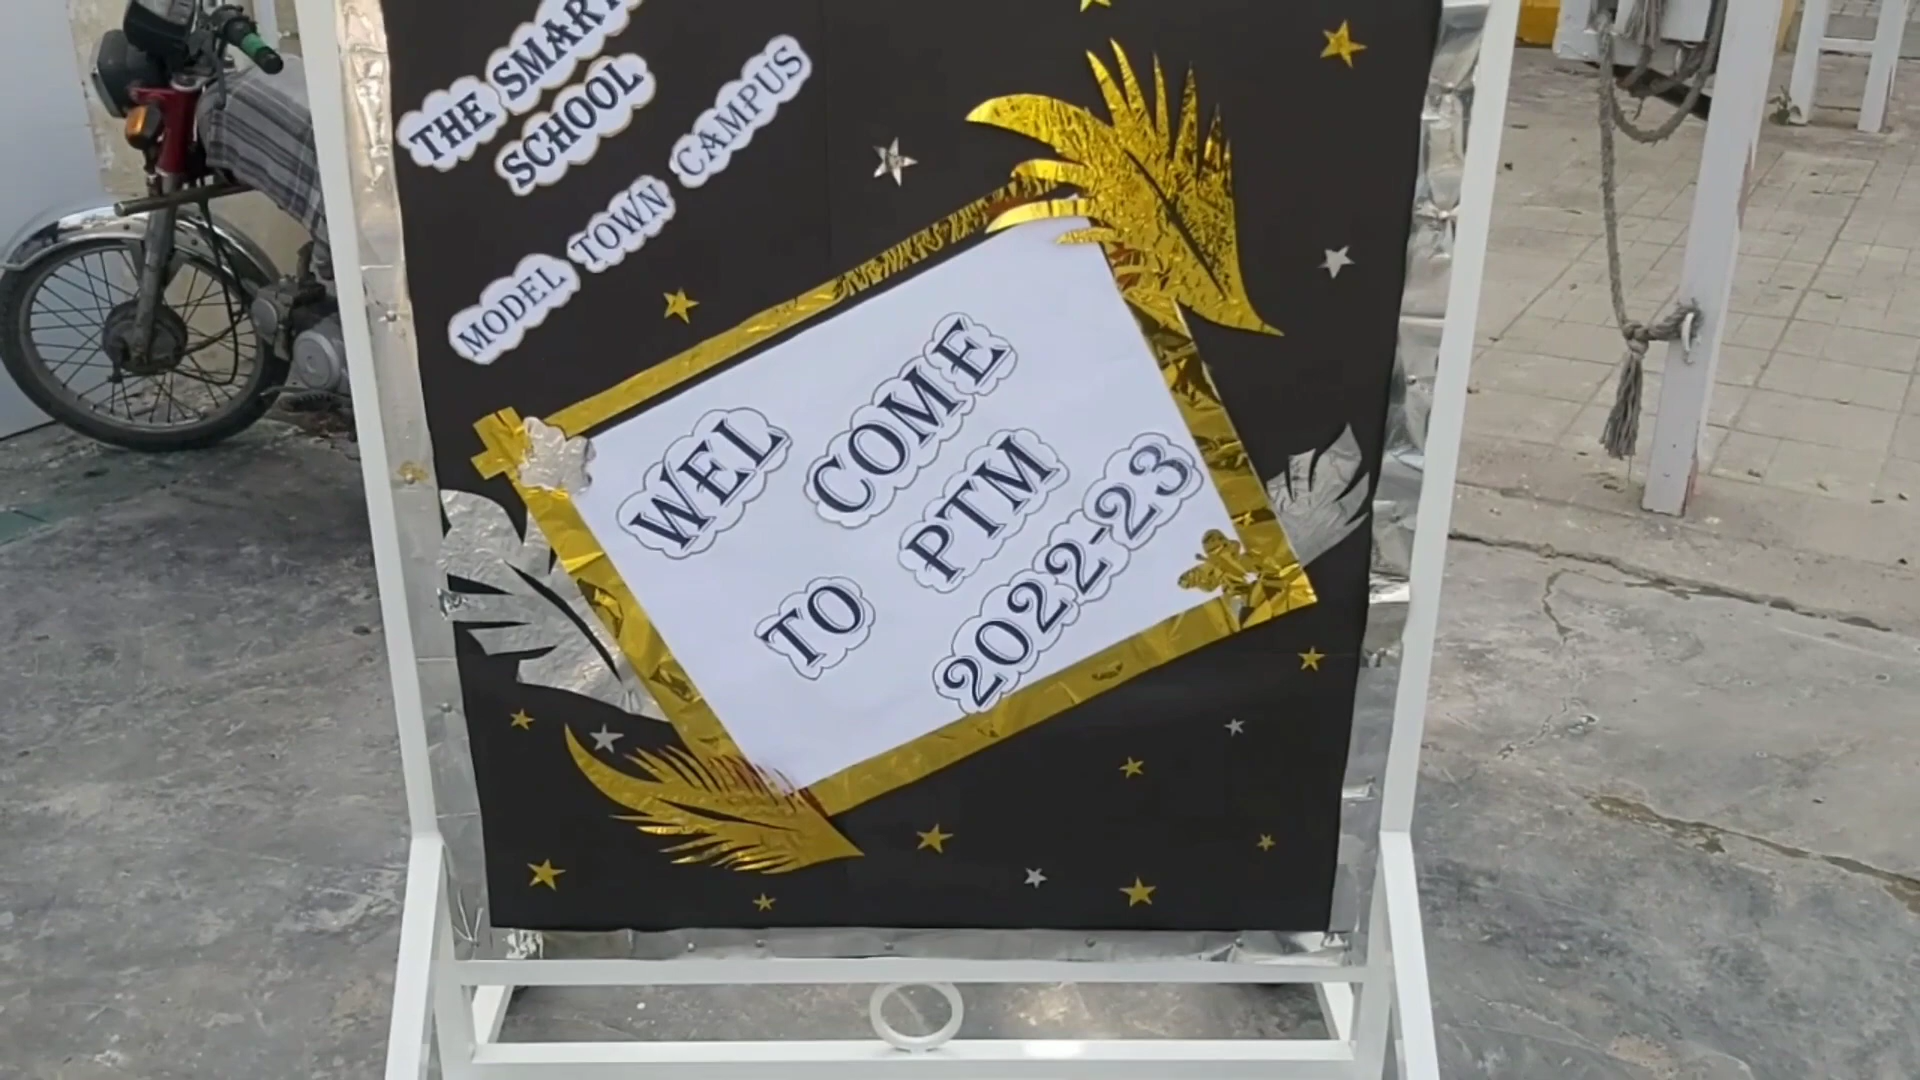 THE SMART
SCHOOL
MODEL TOWN CAMPUS
WEL COME
TO PTM
2022-23